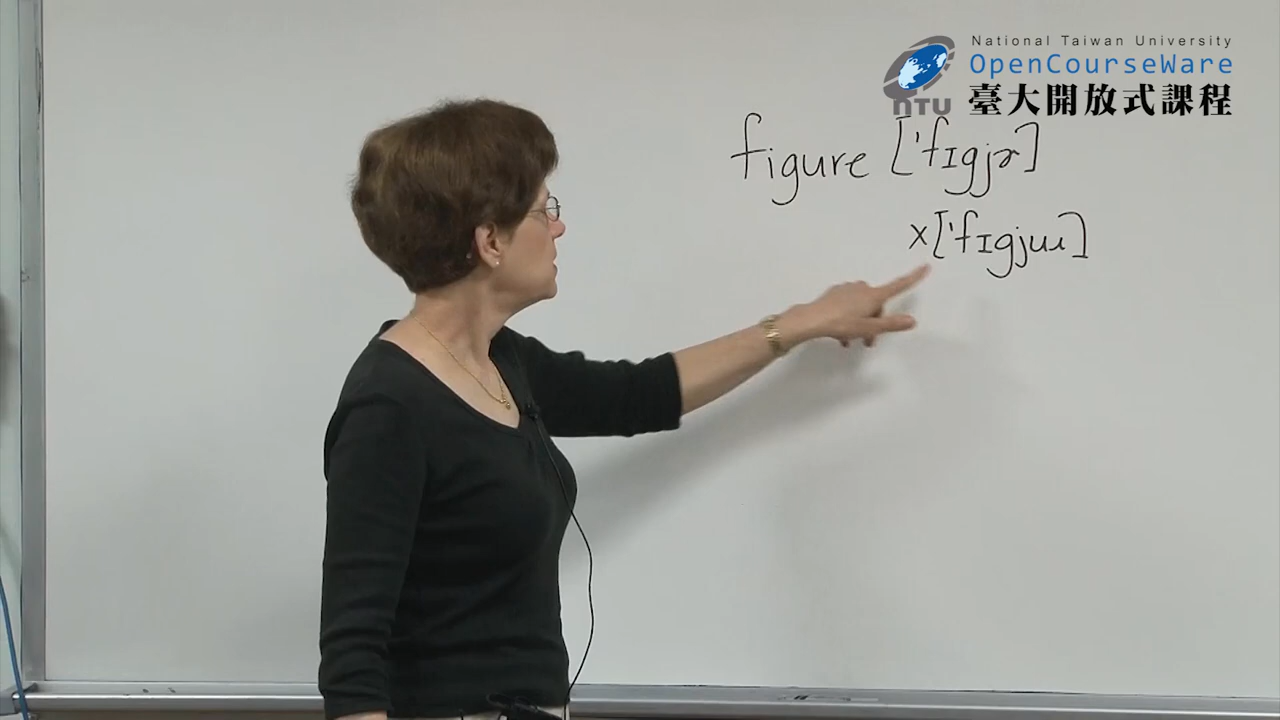 National Taiwan University
OpenCourseWare
臺大開放式課程
NTU
figure [ˈfɪgjɚ]
x[ˈfɪgjuɹ]